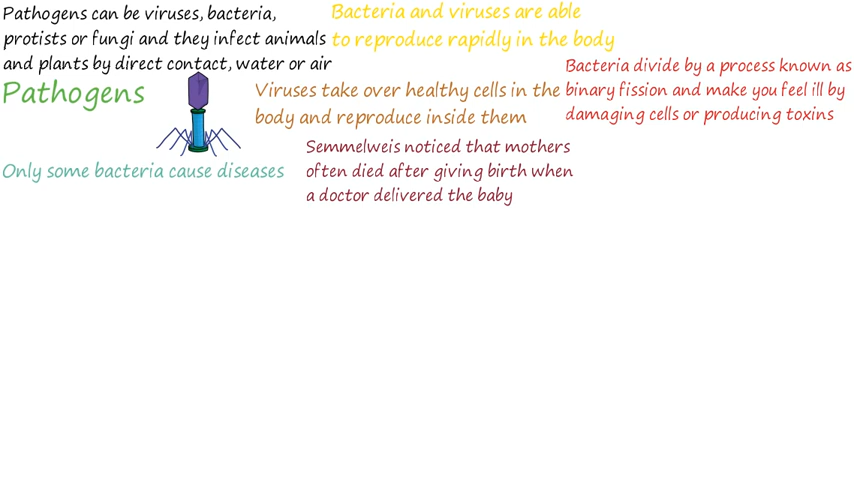 Pathogens can be viruses, bacteria,
protists or fungi and they infect animals
and plants by direct contact, water or air
Bacteria and viruses are able
to reproduce rapidly in the body
Pathogens
Viruses take over healthy cells in the
body and reproduce inside them
Bacteria divide by a process known as
binary fission and make you feel ill by
damaging cells or producing toxins
Only some bacteria cause diseases
Semmelweis noticed that mothers
often died after giving birth when
a doctor delivered the baby